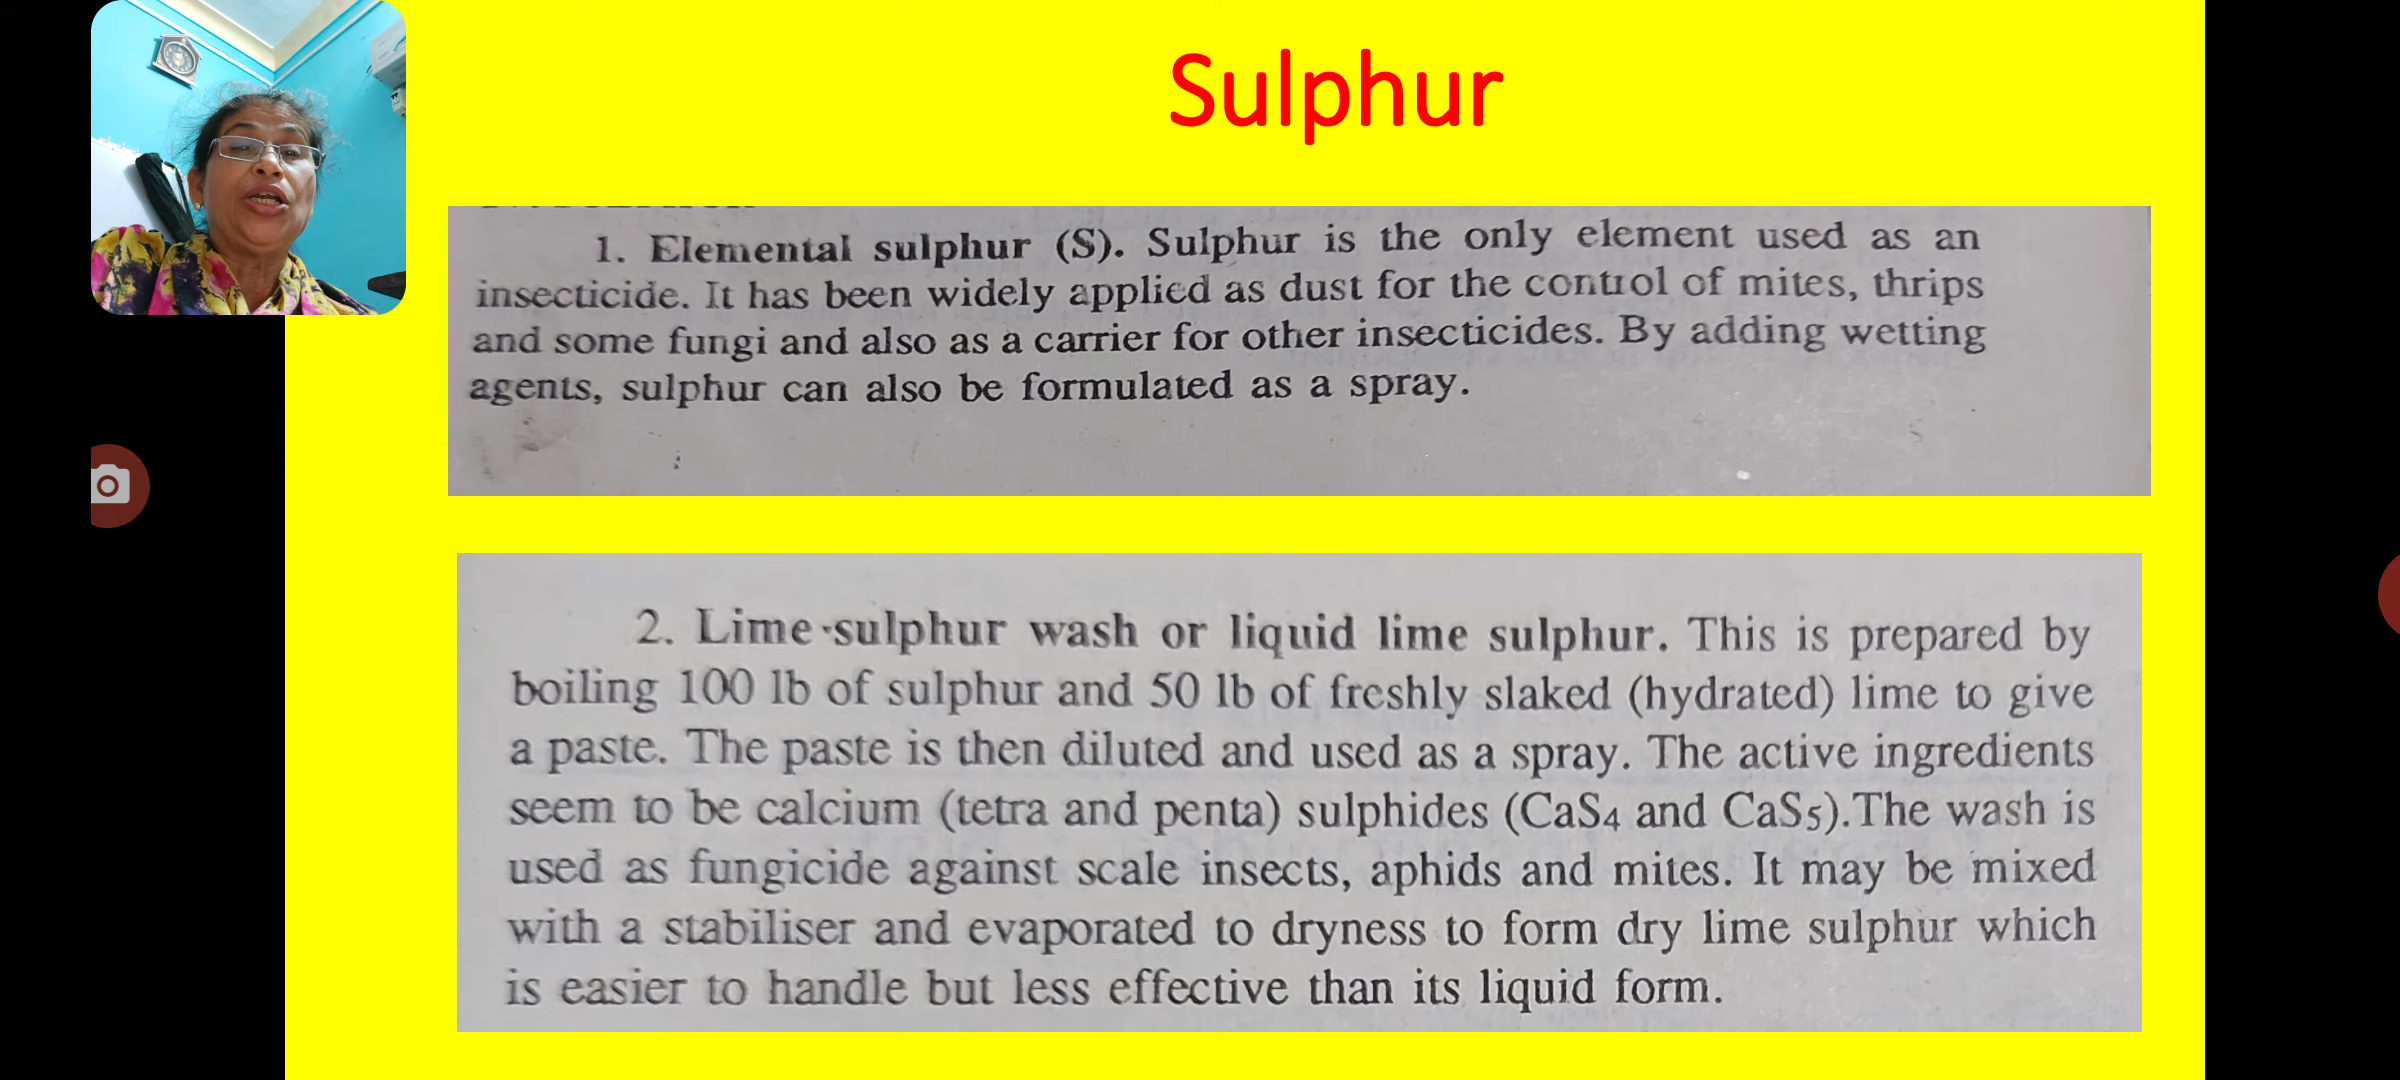 Sulphur
1. Elemental sulphur (S). Sulphur is the only element used as an
insecticide. It has been widely applied as dust for the control of mites, thrips
and some fungi and also as a carrier for other insecticides. By adding wetting
agents, sulphur can also be formulated as a spray.
2. Lime-sulphur wash or liquid lime sulphur. This is prepared by
boiling 100 lb of sulphur and 50 lb of freshly slaked (hydrated) lime to give
a paste. The paste is then diluted and used as a spray. The active ingredients
seem to be calcium (tetra and penta) sulphides (CaS4 and CaS5).The wash is
used as fungicide against scale insects, aphids and mites. It may be mixed
with a stabiliser and evaporated to dryness to form dry lime sulphur which
is easier to handle but less effective than its liquid form.